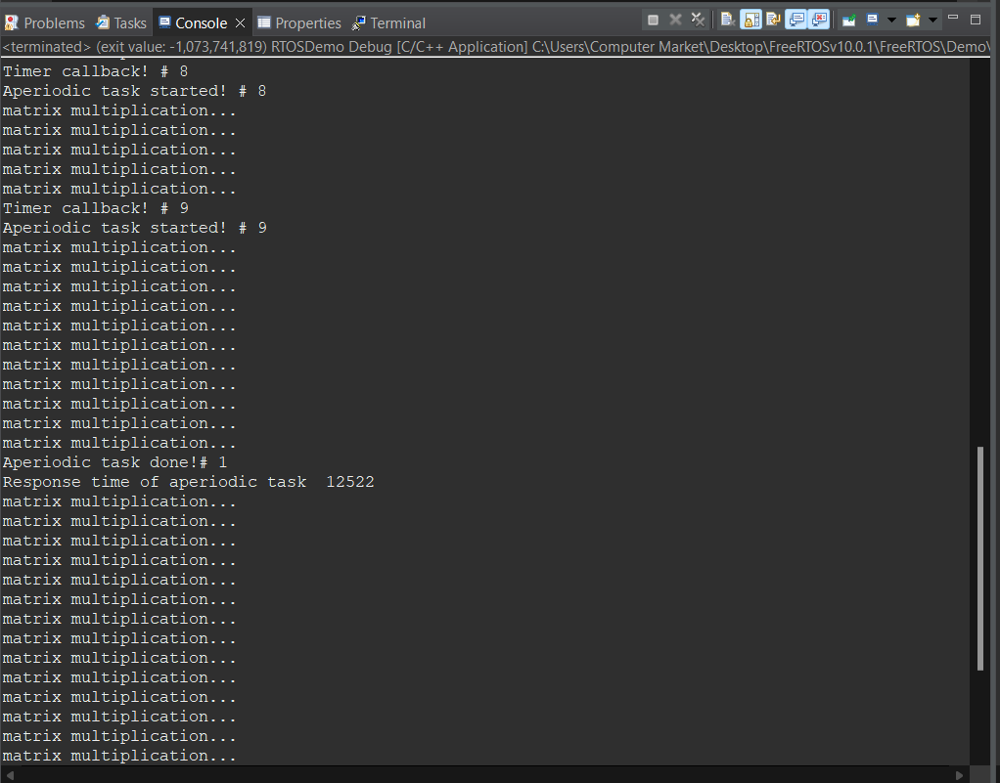 Problems Tasks Console Properties Terminal
<terminated> (exit value: -1,073,741,819) RTOSDemo Debug [C/C++ Application] C:\Users\Computer Market\Desktop\FreeRTOSv10.0.1\FreeRTOS\Demo\
Timer callback! # 8
Aperiodic task started! # 8
matrix multiplication...
matrix multiplication...
matrix multiplication...
matrix multiplication...
matrix multiplication...
Timer callback! # 9
Aperiodic task started! # 9
matrix multiplication...
matrix multiplication...
matrix multiplication...
matrix multiplication...
matrix multiplication...
matrix multiplication...
matrix multiplication...
matrix multiplication...
matrix multiplication...
matrix multiplication...
matrix multiplication...
Aperiodic task done!# 1
Response time of aperiodic task  12522
matrix multiplication...
matrix multiplication...
matrix multiplication...
matrix multiplication...
matrix multiplication...
matrix multiplication...
matrix multiplication...
matrix multiplication...
matrix multiplication...
matrix multiplication...
matrix multiplication...
matrix multiplication...
matrix multiplication...
matrix multiplication...